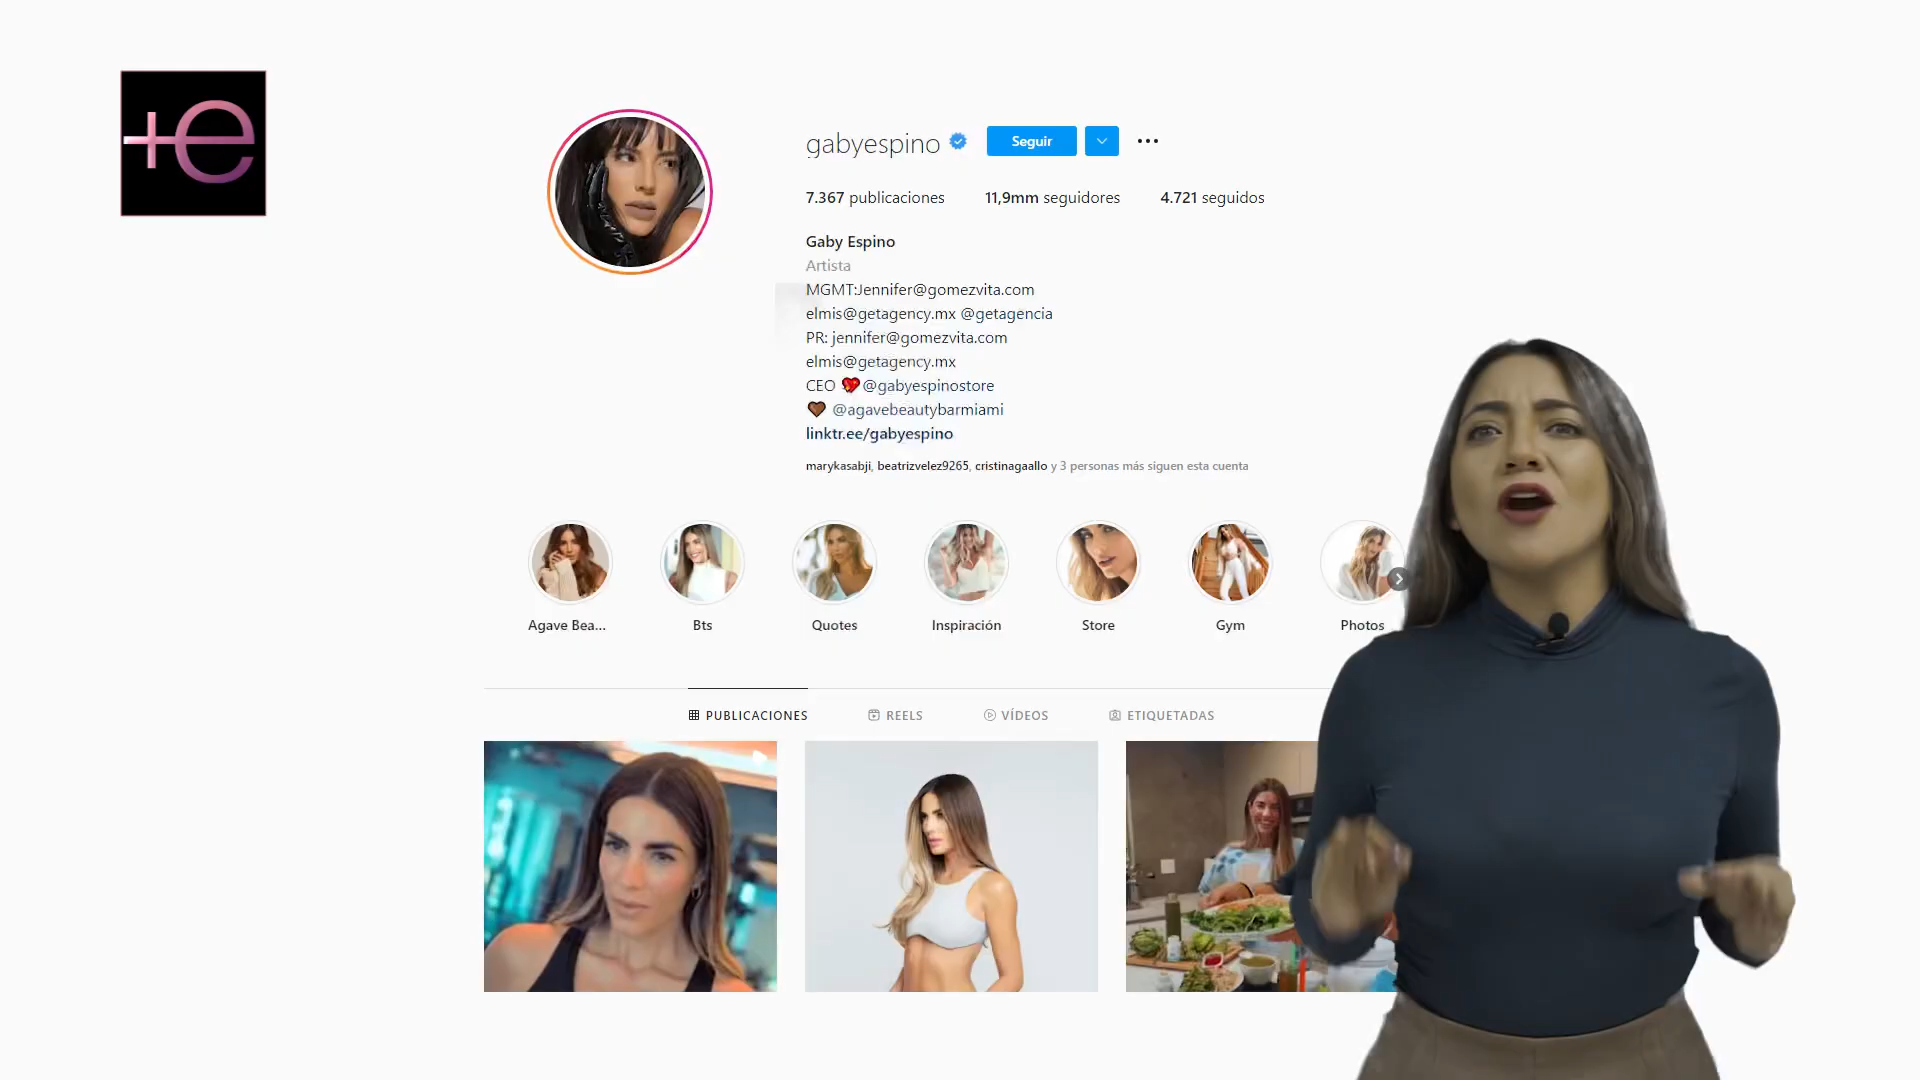 +e
gabyespino
Seguir
7.367 publicaciones 11,9mm seguidores 4.721 seguidos
Gaby Espino
Artista
MGMT:Jennifer@gomezvita.com
elmis@getagency.mx @getagencia
PR: jennifer@gomezvita.com
elmis@getagency.mx
CEO 💖@gabyespinostore
🤎 @agavebeautybarmiami
linktr.ee/gabyespino
marykasabji, beatrizvelez9265, cristinagaallo y 3 personas más siguen esta cuenta
Agave Bea... Bts Quotes Inspiración Store Gym Photos
PUBLICACIONES REELS VÍDEOS ETIQUETADAS